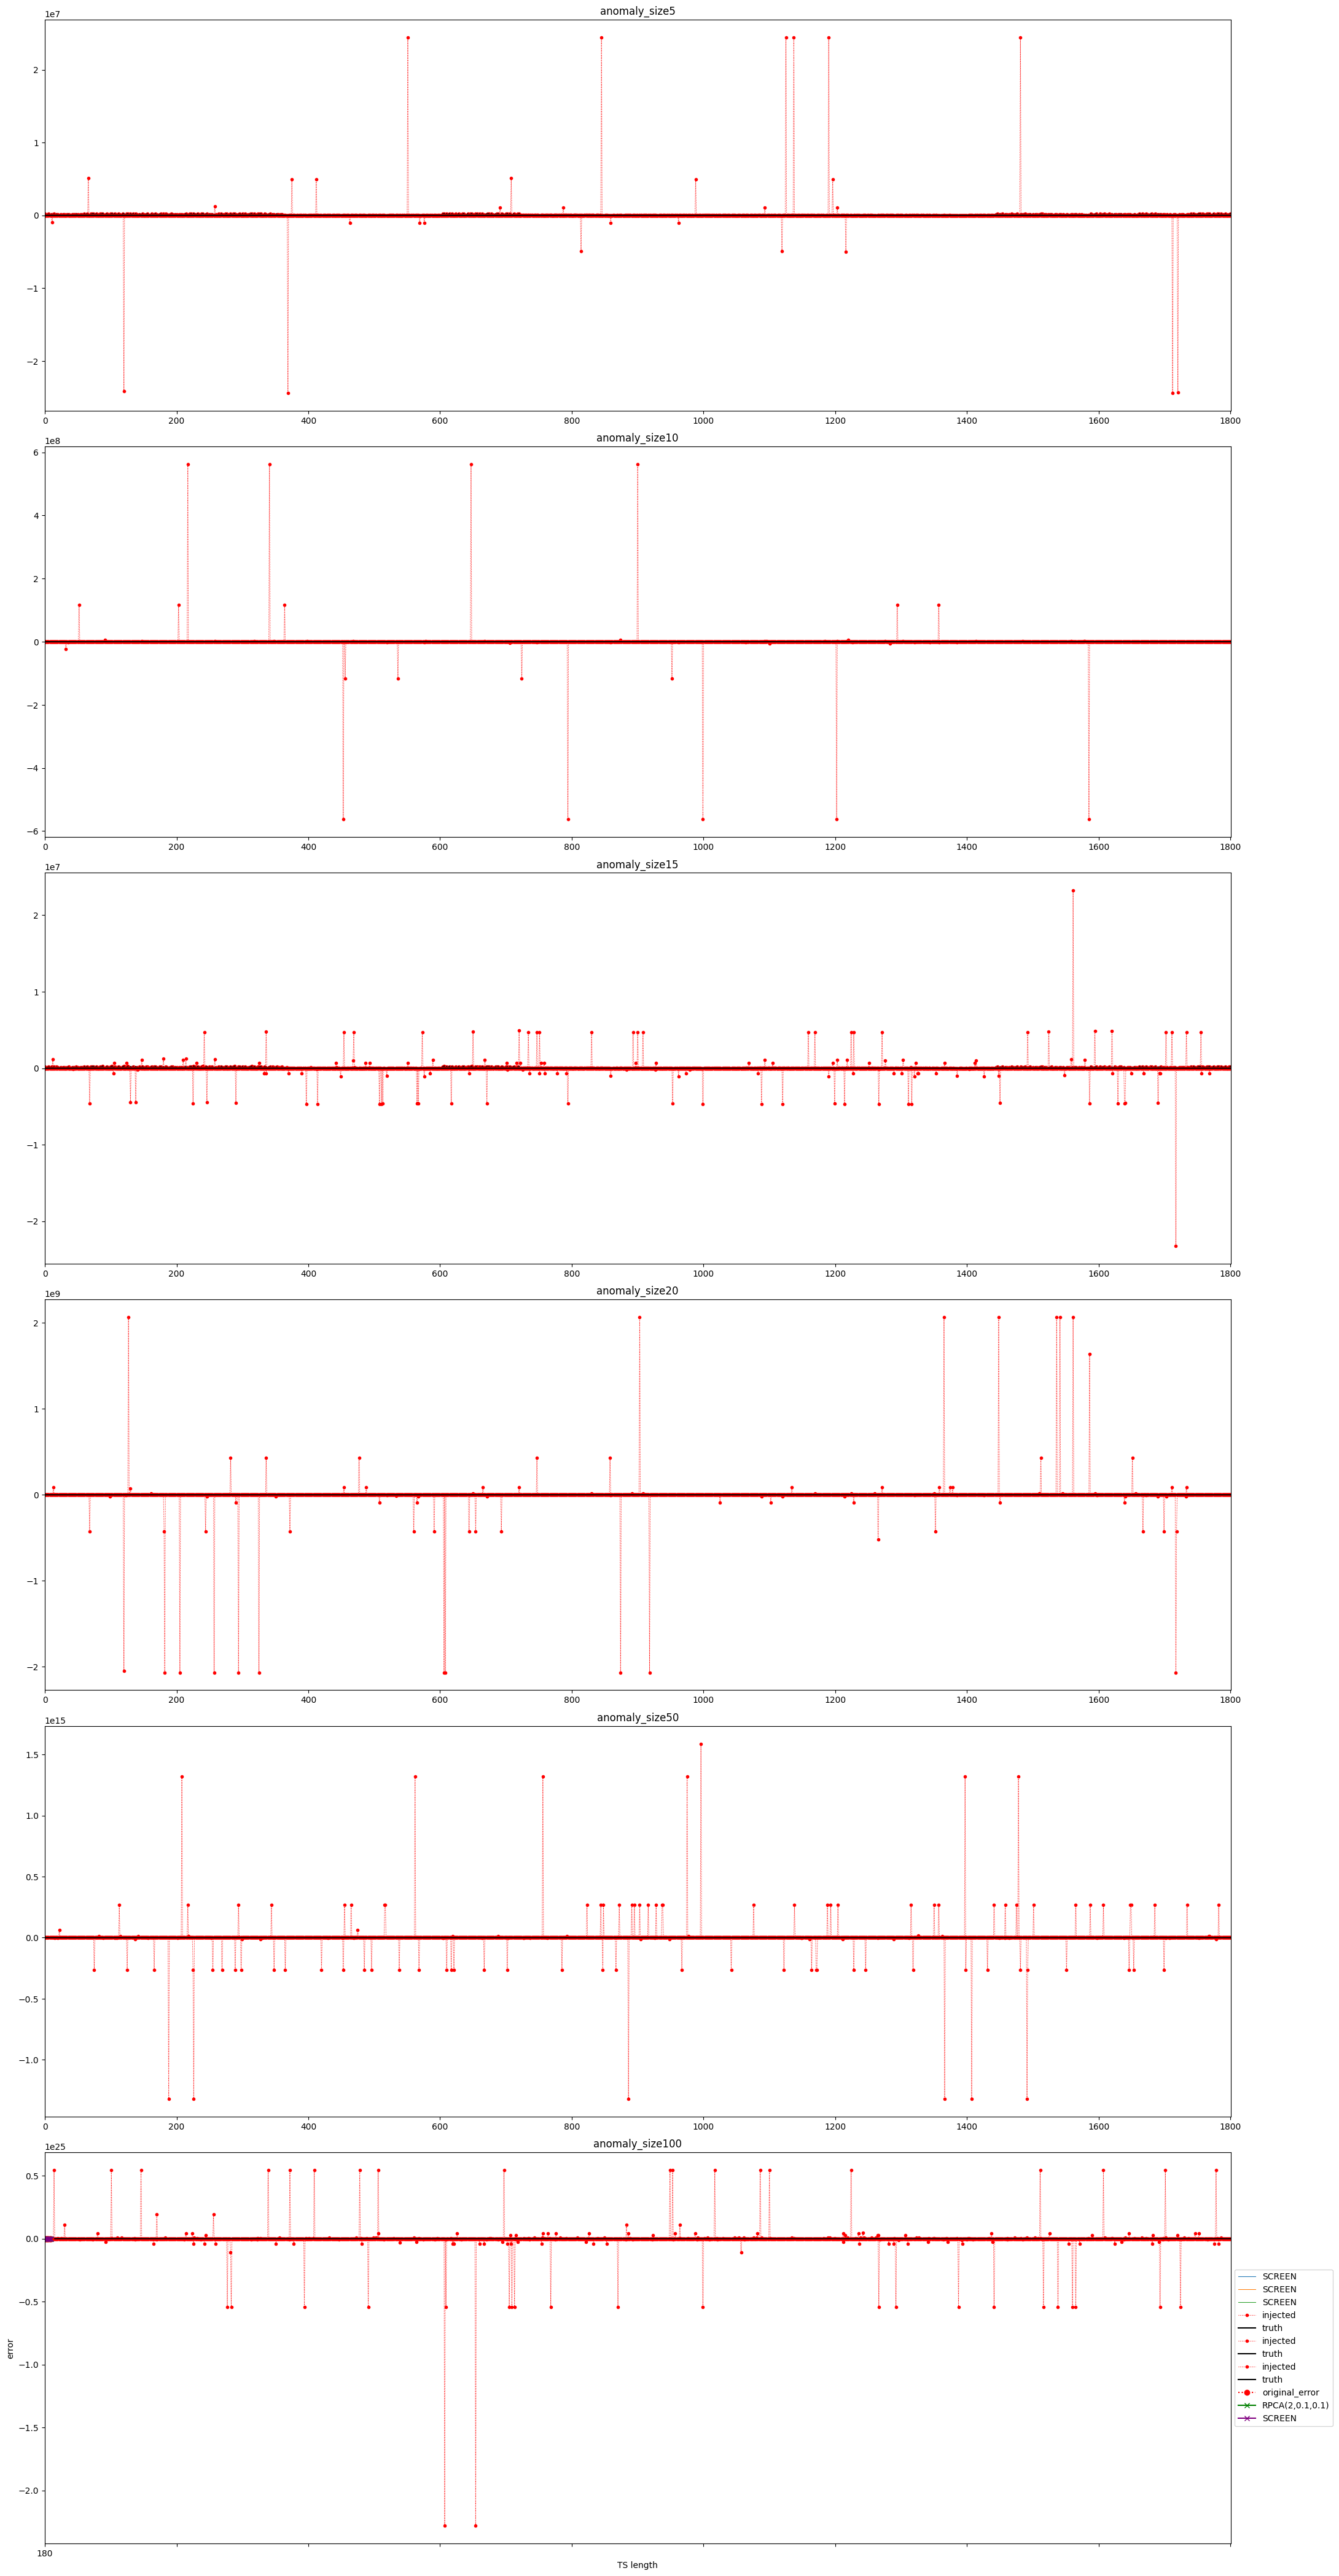 anomaly_size5
1e7
2
1
0
−1
−2
0 200 400 600 800 1000 1200 1400 1600 1800
anomaly_size10
1e8
6
4
2
0
−2
−4
−6
0 200 400 600 800 1000 1200 1400 1600 1800
anomaly_size15
1e7
2
1
0
−1
−2
0 200 400 600 800 1000 1200 1400 1600 1800
anomaly_size20
1e9
2
1
0
−1
−2
0 200 400 600 800 1000 1200 1400 1600 1800
anomaly_size50
1e15
1.5
1.0
0.5
0.0
−0.5
−1.0
0 200 400 600 800 1000 1200 1400 1600 1800
anomaly_size100
1e25
0.5
0.0
−0.5
−1.0
−1.5
−2.0
error
180
TS length
SCREEN
SCREEN
SCREEN
injected
truth
injected
truth
injected
truth
original_error
RPCA(2,0.1,0.1)
SCREEN